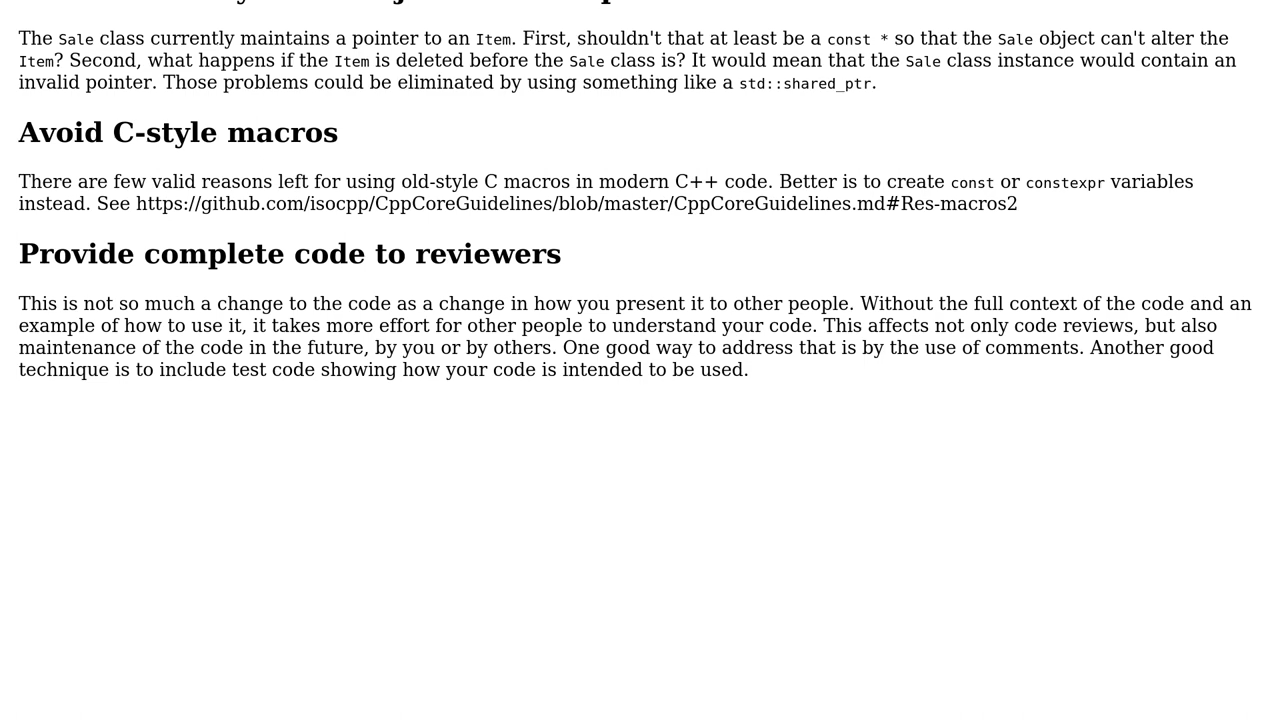 The Sale class currently maintains a pointer to an Item. First, shouldn't that at least be a const * so that the Sale object can't alter the
Item? Second, what happens if the Item is deleted before the Sale class is? It would mean that the Sale class instance would contain an
invalid pointer. Those problems could be eliminated by using something like a std::shared_ptr.
Avoid C-style macros
There are few valid reasons left for using old-style C macros in modern C++ code. Better is to create const or constexpr variables
instead. See https://github.com/isocpp/CppCoreGuidelines/blob/master/CppCoreGuidelines.md#Res-macros2
Provide complete code to reviewers
This is not so much a change to the code as a change in how you present it to other people. Without the full context of the code and an
example of how to use it, it takes more effort for other people to understand your code. This affects not only code reviews, but also
maintenance of the code in the future, by you or by others. One good way to address that is by the use of comments. Another good
technique is to include test code showing how your code is intended to be used.